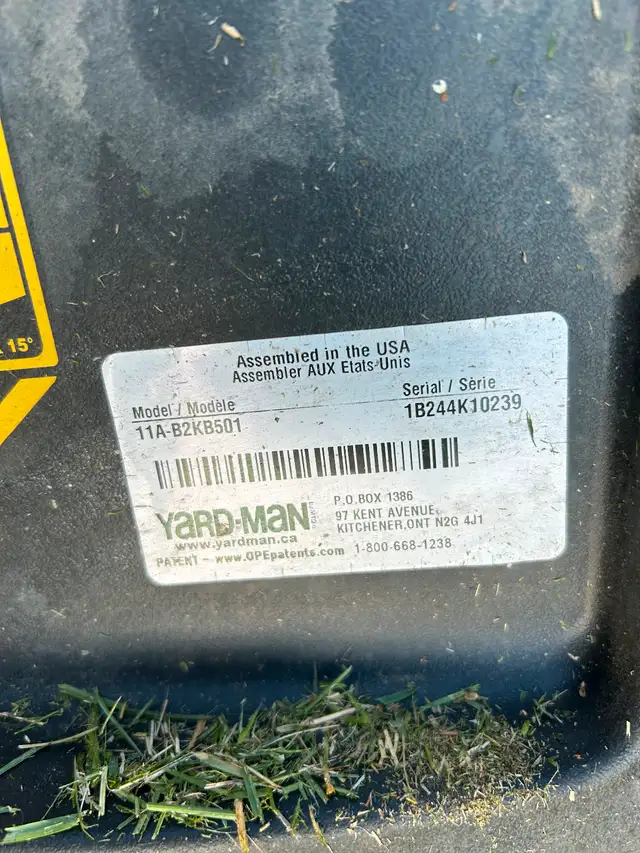 15°
Assembled in the USA
Assembler AUX Etats-Unis
Model / Modèle
11A-B2KB501
Serial / Série
1B244K10239
YARD-MAN
www.yardman.ca
P.O.BOX 1386
97 KENT AVENUE
KITCHENER,ONT N2G 4J1
PATENT - www.OPEpatents.com
1-800-668-1238